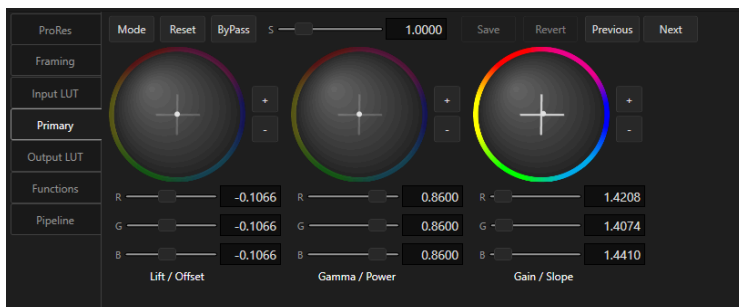 ProRes
Framing
Input LUT
Primary
Output LUT
Functions
Pipeline
Mode Reset ByPass S 1.0000 Save Revert Previous Next
+ + +
- - -
R -0.1066 R 0.8600 R 1.4208
G -0.1066 G 0.8600 G 1.4074
B -0.1066 B 0.8600 B 1.4410
Lift / Offset Gamma / Power Gain / Slope